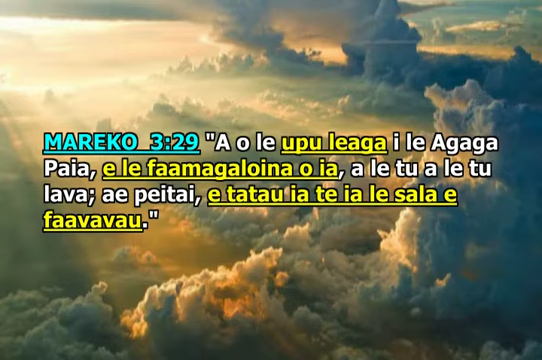 MAREKO 3:29 "A o le upu leaga i le Agaga
Paia, e le faamagaloina o ia, a le tu a le tu
lava; ae peitai, e tatau ia te ia le sala e
faavavau."